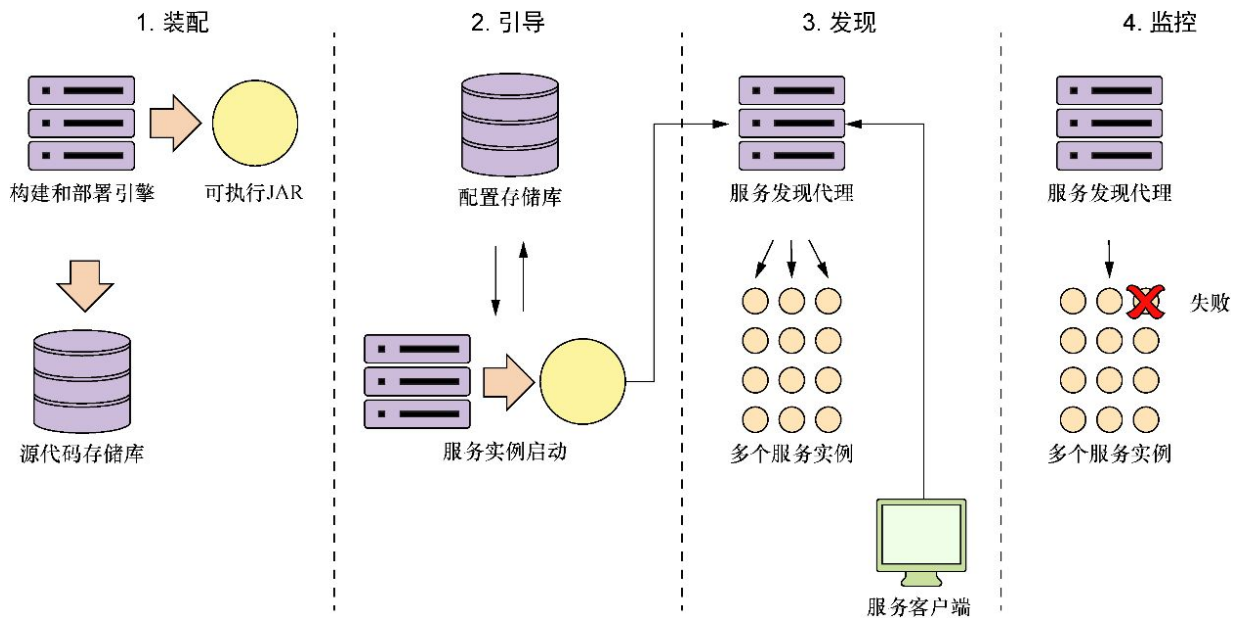 1. 装配
2. 引导
3. 发现
4. 监控
构建和部署引擎
可执行JAR
源代码存储库
配置存储库
服务实例启动
服务发现代理
多个服务实例
服务客户端
服务发现代理
失败
多个服务实例